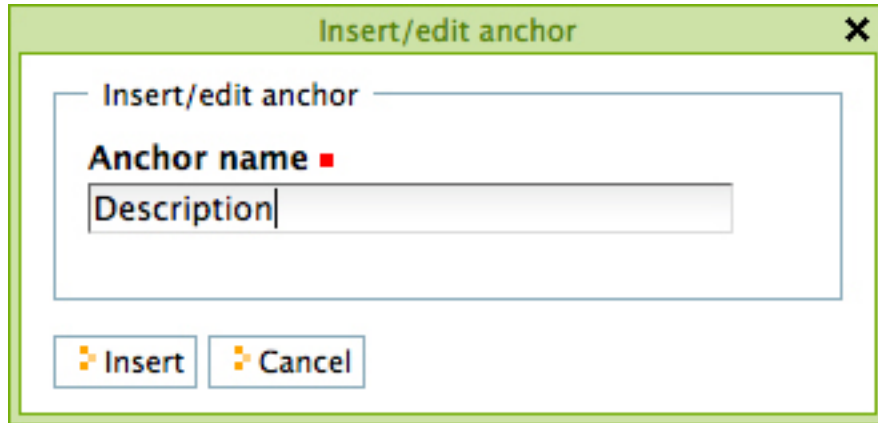 Insert/edit anchor
Insert/edit anchor
Anchor name
Description
Insert Cancel